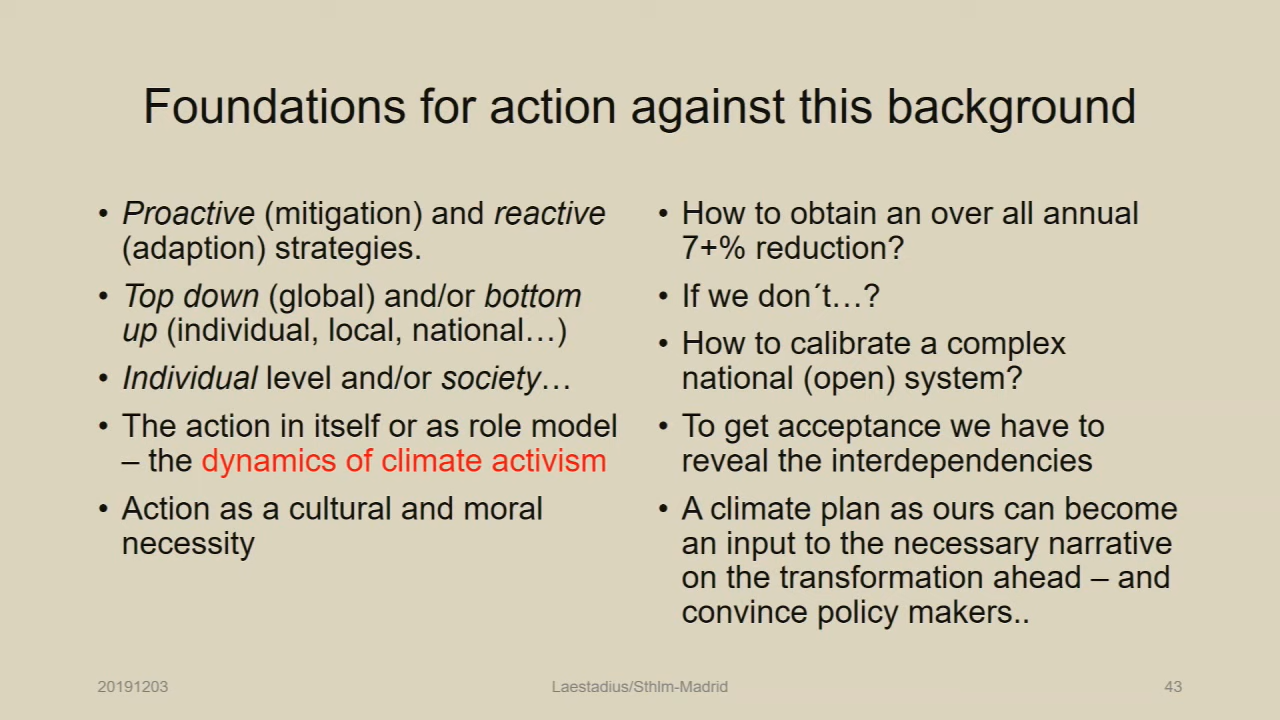 Foundations for action against this background
• Proactive (mitigation) and reactive
(adaption) strategies.
• Top down (global) and/or bottom
up (individual, local, national…)
• Individual level and/or society…
• The action in itself or as role model
– the dynamics of climate activism
• Action as a cultural and moral
necessity
• How to obtain an over all annual
7+% reduction?
• If we don´t…?
• How to calibrate a complex
national (open) system?
• To get acceptance we have to
reveal the interdependencies
• A climate plan as ours can become
an input to the necessary narrative
on the transformation ahead – and
convince policy makers..
20191203
Laestadius/Sthlm-Madrid
43